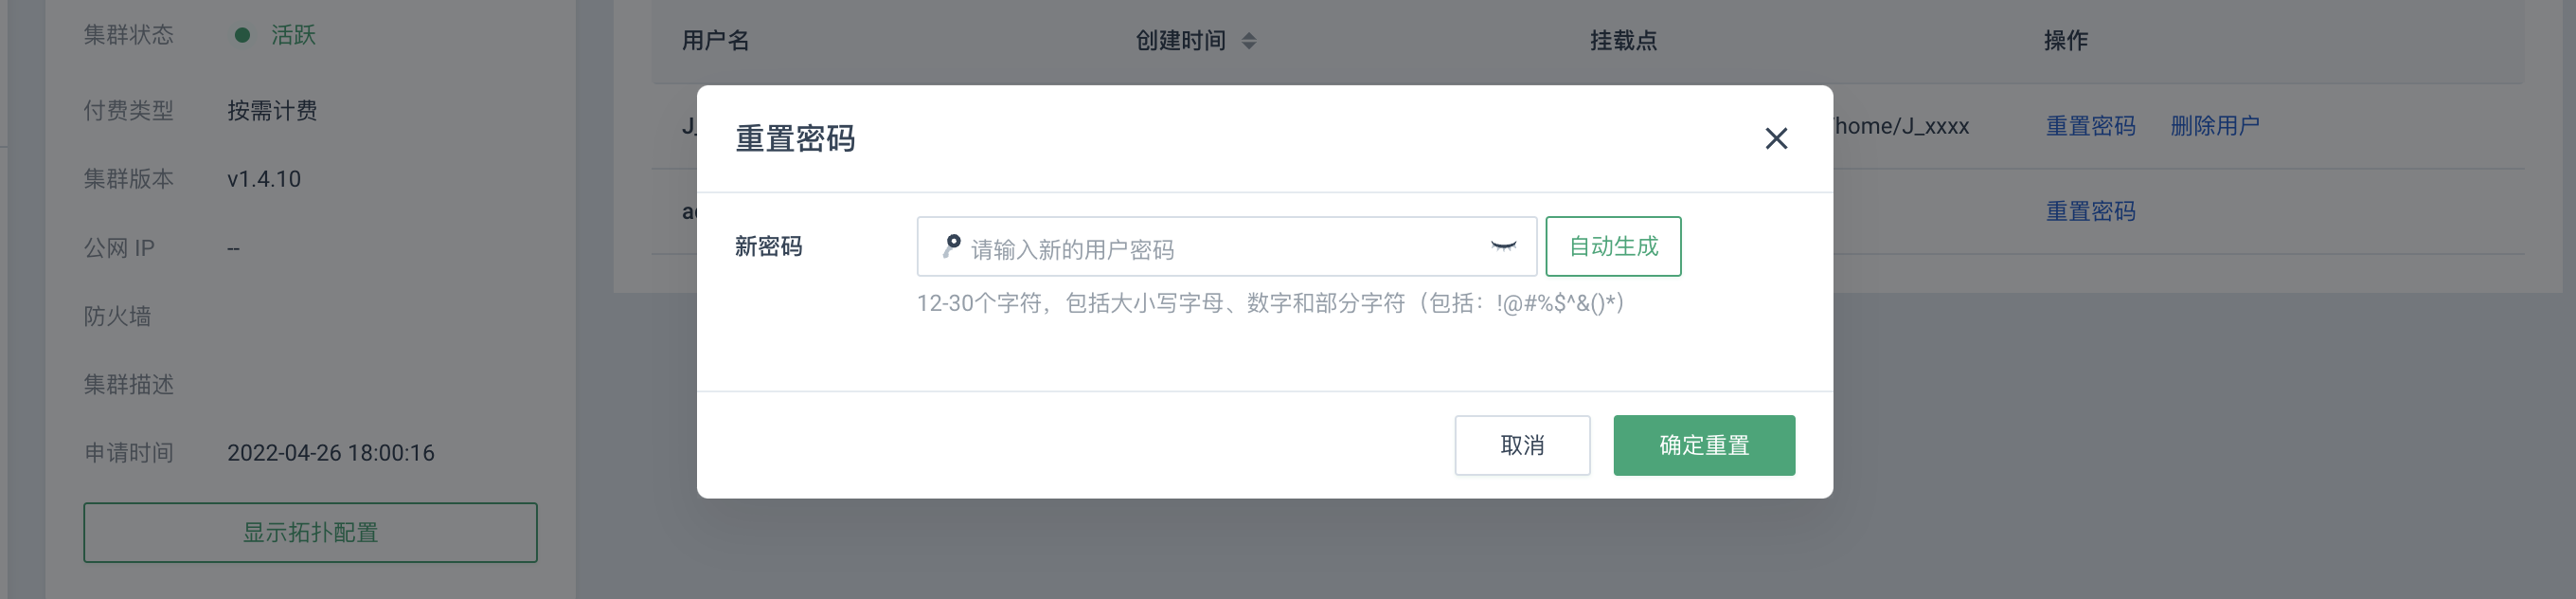 集群状态 活跃
付费类型 按需计费
集群版本 v1.4.10
公网 IP --
防火墙
集群描述
申请时间 2022-04-26 18:00:16
显示拓扑配置
用户名 创建时间 挂载点 操作
/home/J_xxxx 重置密码 删除用户
重置密码
重置密码
新密码 请输入新的用户密码 自动生成
12-30个字符，包括大小写字母、数字和部分字符（包括：!@#%$^&()*）
取消 确定重置